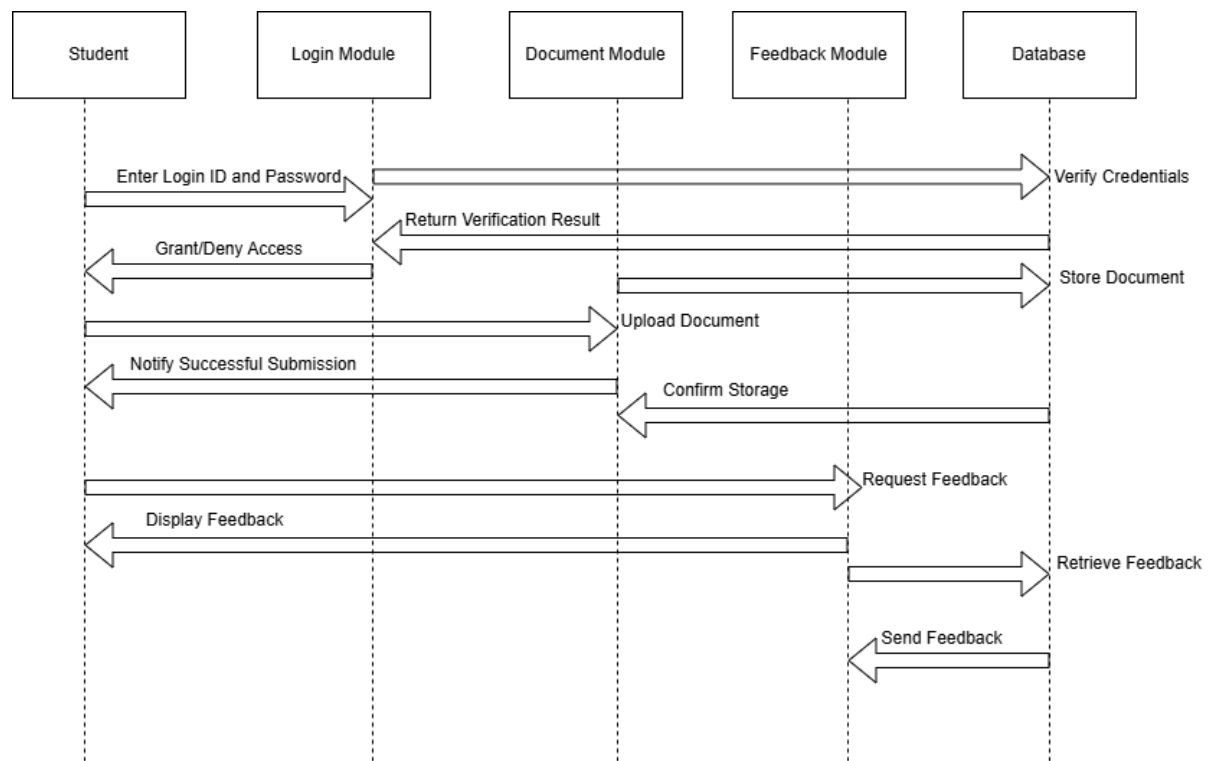 Student
Login Module
Document Module
Feedback Module
Database
Enter Login ID and Password
Verify Credentials
Return Verification Result
Grant/Deny Access
Store Document
Upload Document
Notify Successful Submission
Confirm Storage
Request Feedback
Display Feedback
Retrieve Feedback
Send Feedback